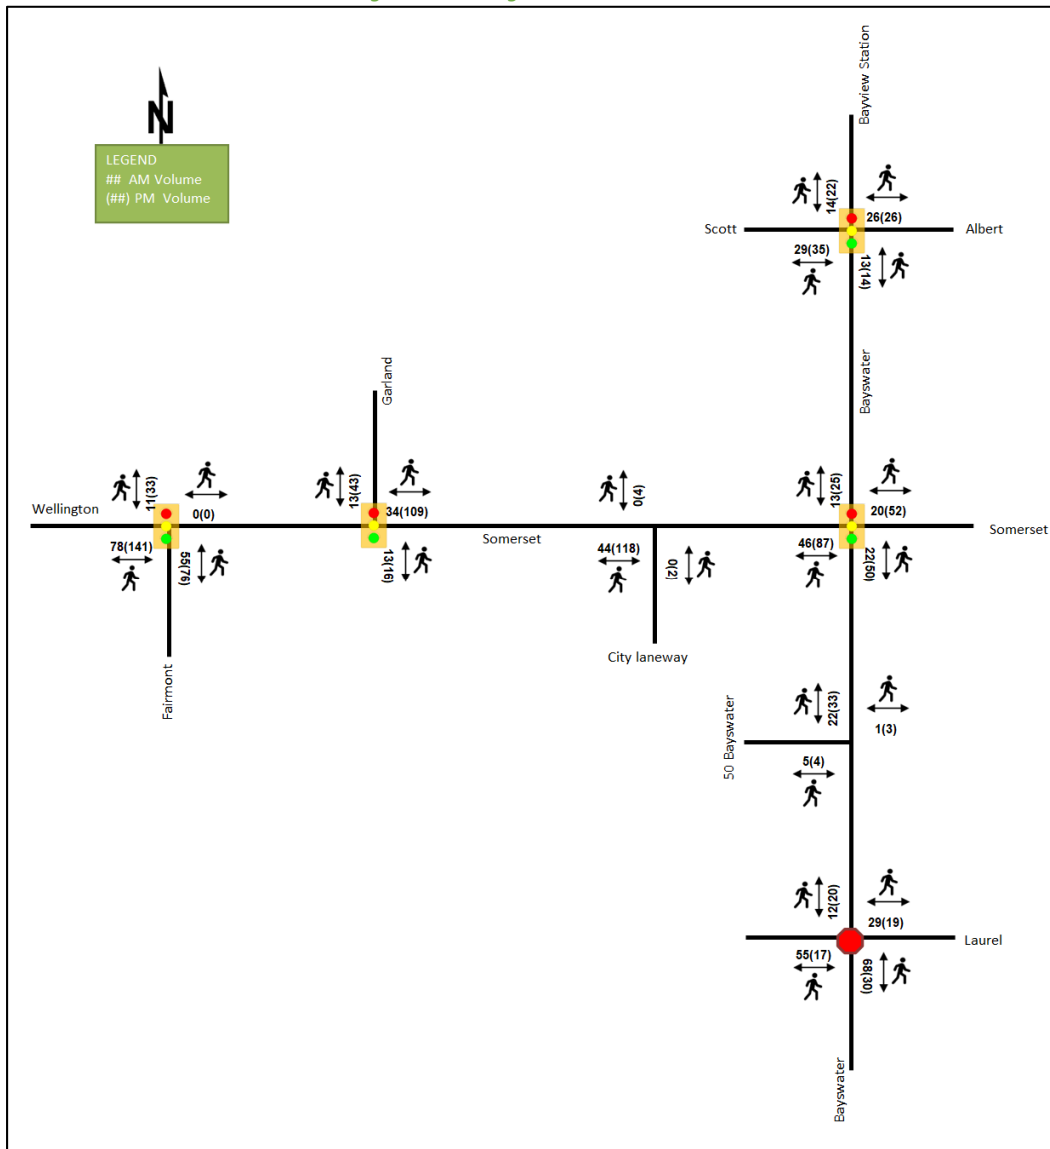 Bayview Station
N
LEGEND
## AM Volume
(##) PM Volume
14(22)
26(26)
Scott
Albert
29(35)
13(14)
Bayswater
Garland
11(33)
0(0)
13(43)
34(109)
0(4)
13(25)
20(52)
Wellington
Somerset
Somerset
78(141)
55(76)
13(16)
44(118)
0(2)
46(87)
22(50)
City laneway
Fairmont
22(33)
1(3)
50 Bayswater
5(4)
12(20)
29(19)
Laurel
55(17)
68(30)
Bayswater